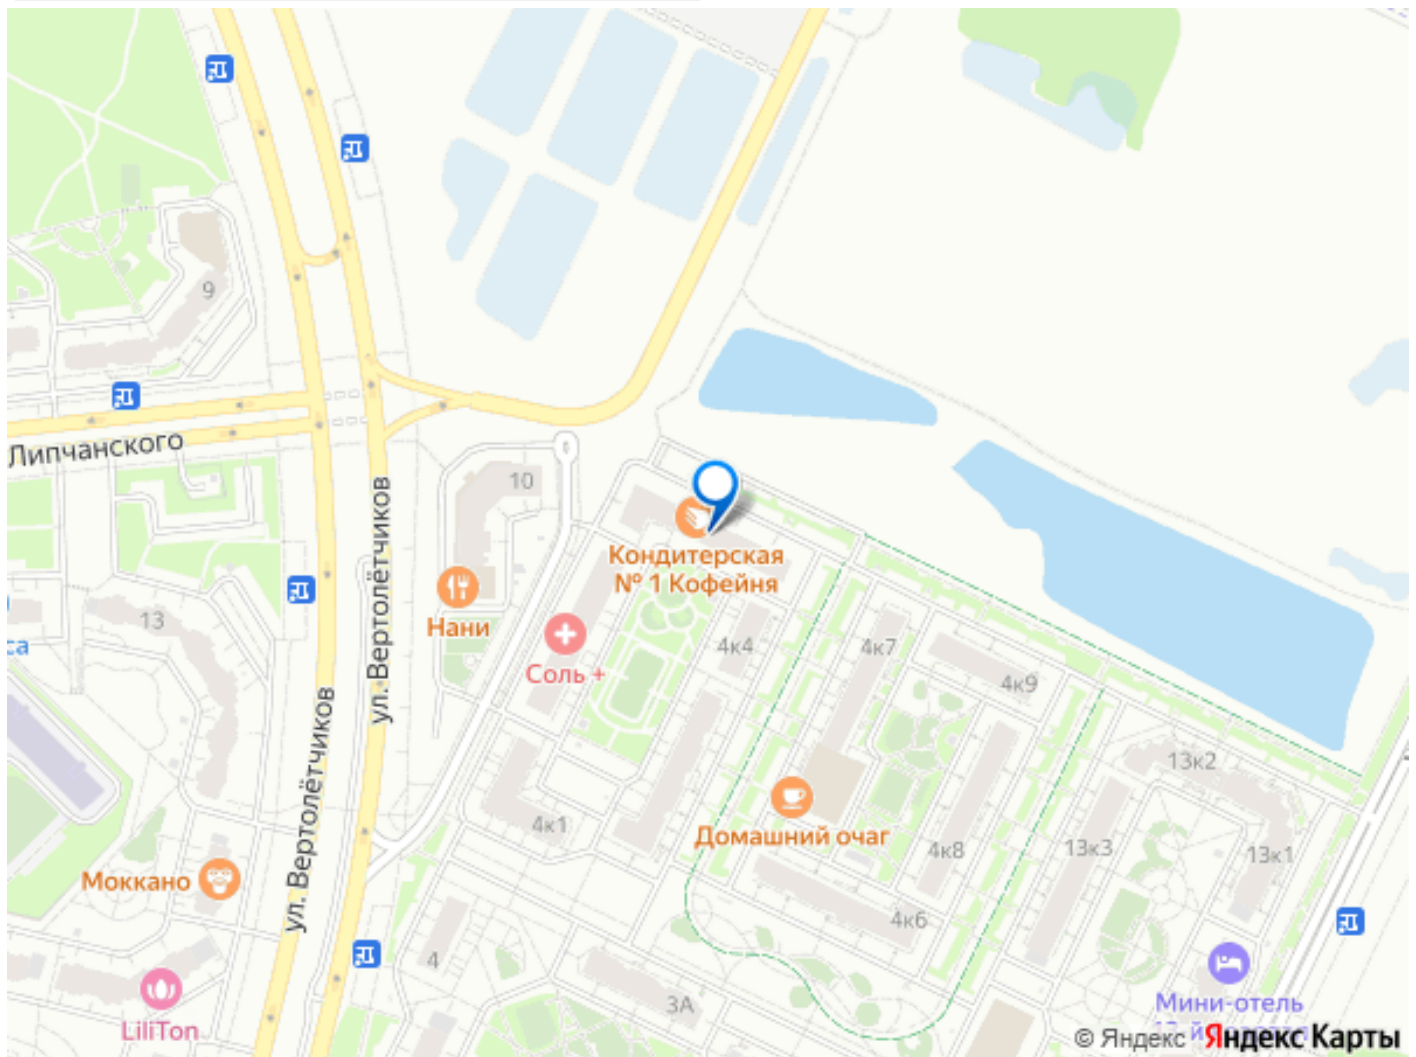 9
Липчанского
10
ул. Вертолётчиков
Кондитерская
№ 1 Кофейня
13
са
Нани
Соль +
4к4
4к7
4к9
ул. Вертолётчиков
13к2
4к1
Домашний очаг
4к8
13к3
13к1
Моккано
4к6
4
3А
LiliTon
Мини-отель
© Яндекс Яндекс Карты